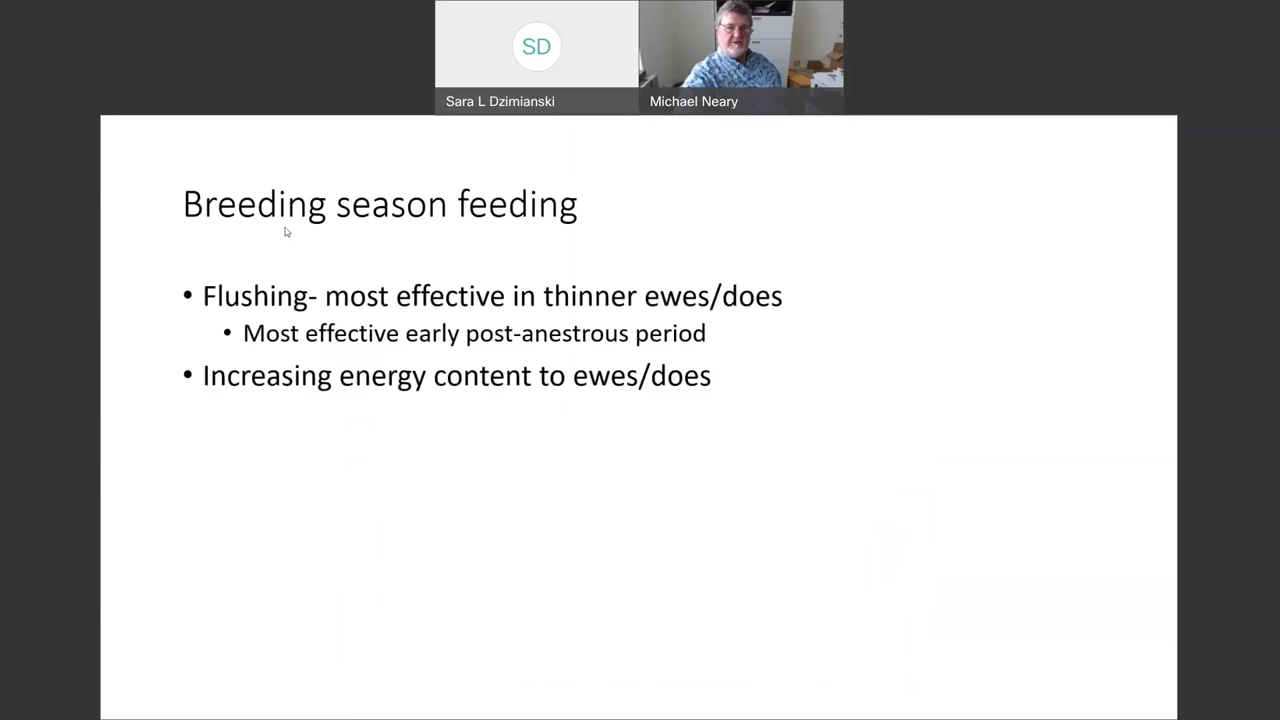 SD
Sara L Dzimianski
Michael Neary
Breeding season feeding
• Flushing- most effective in thinner ewes/does
• Most effective early post-anestrous period
• Increasing energy content to ewes/does